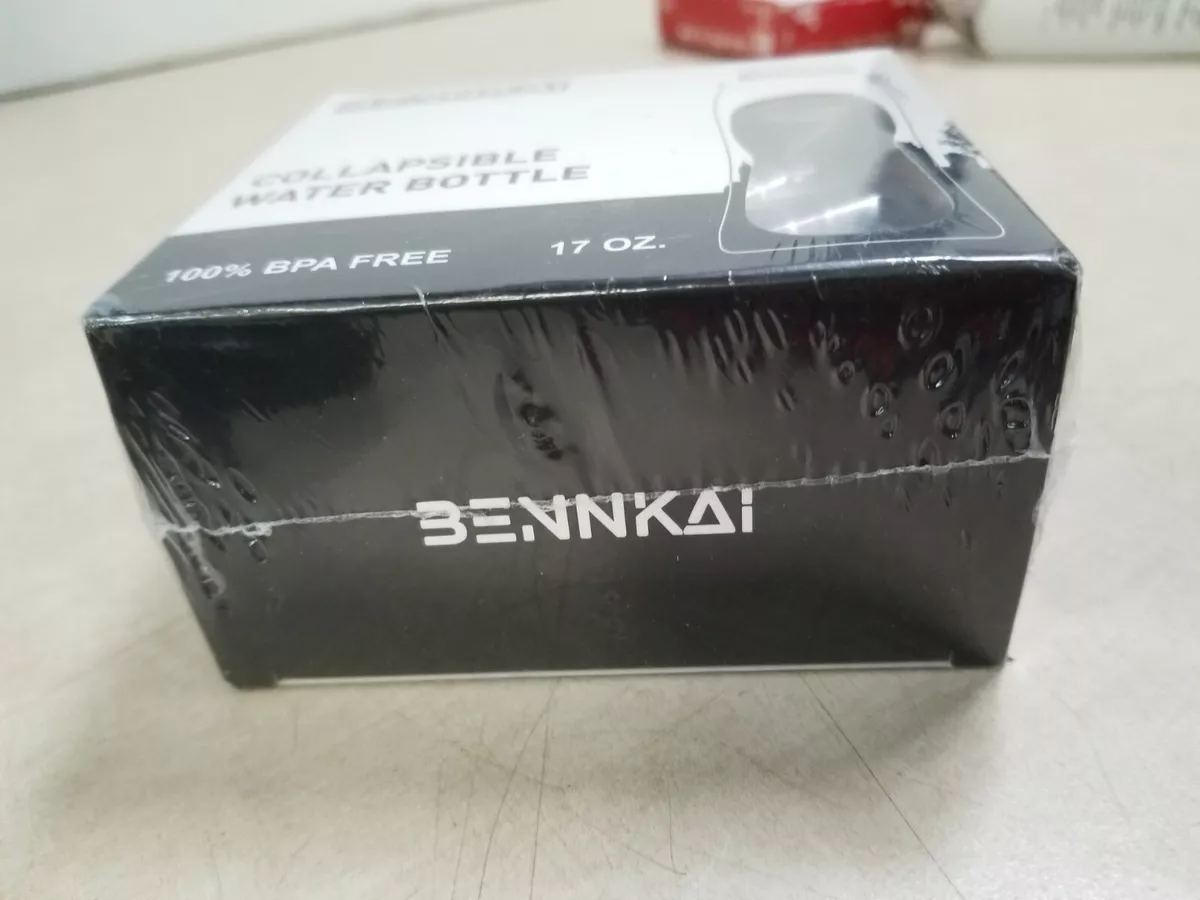 COLLAPSIBLE
WATER BOTTLE
100% BPA FREE
17 OZ.
BENNKAI